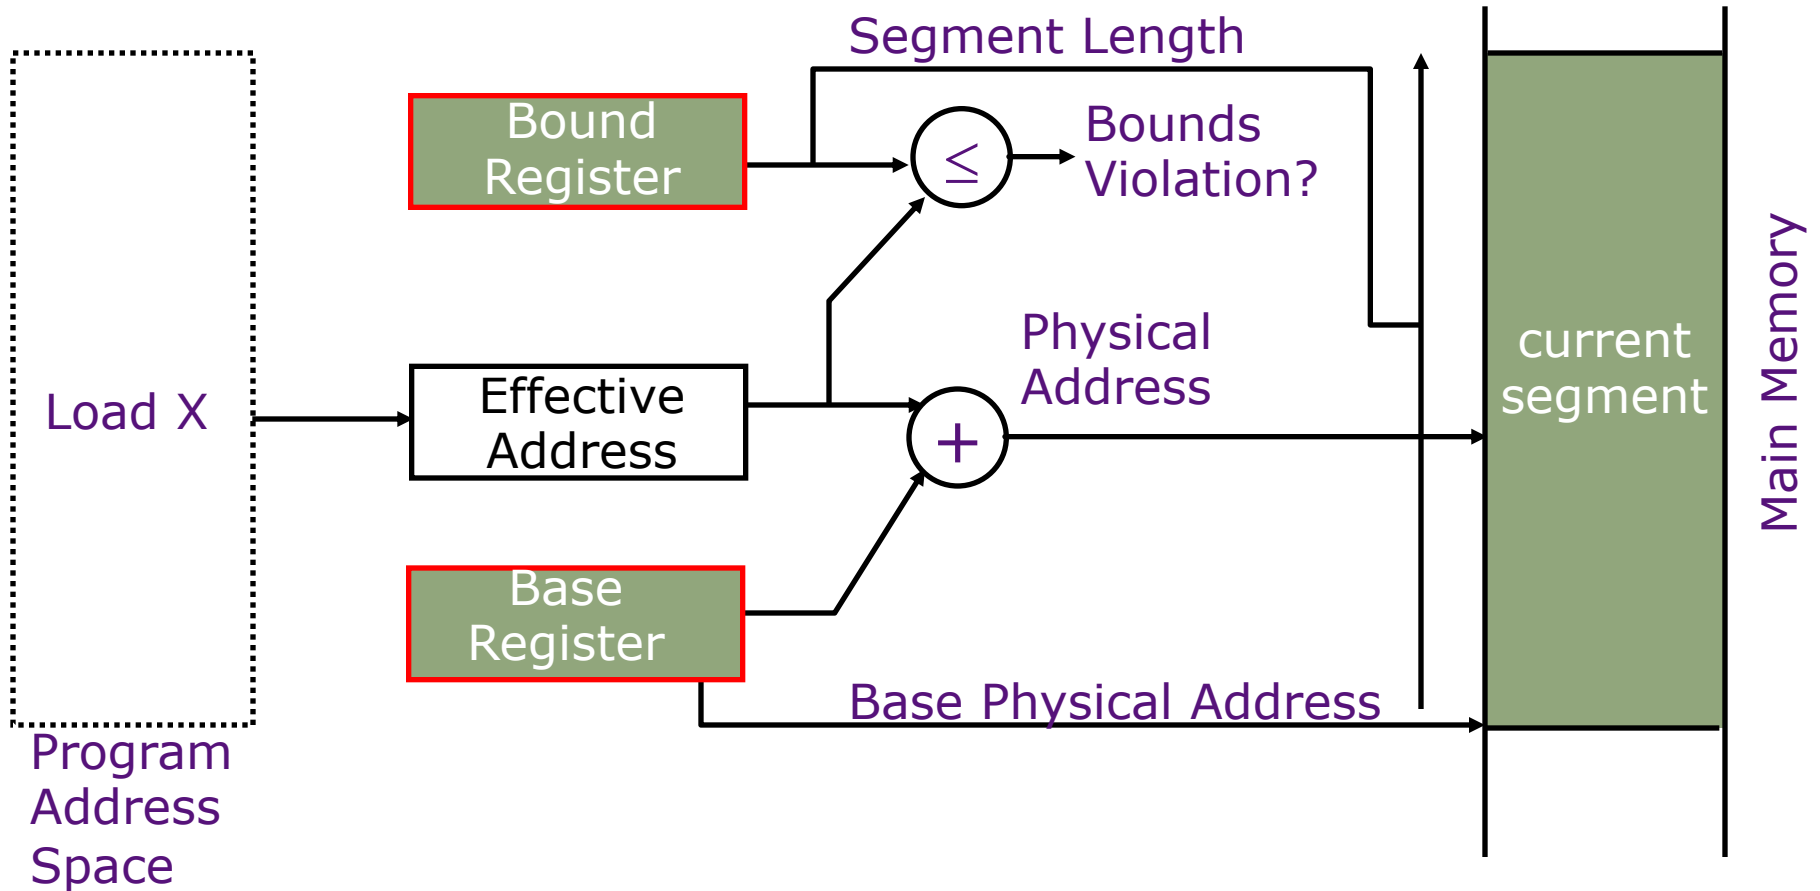 Segment Length
Bound
Register
≤
Bounds
Violation?
Load X
Effective
Address
+
Physical
Address
current
segment
Main Memory
Base
Register
Base Physical Address
Program
Address
Space